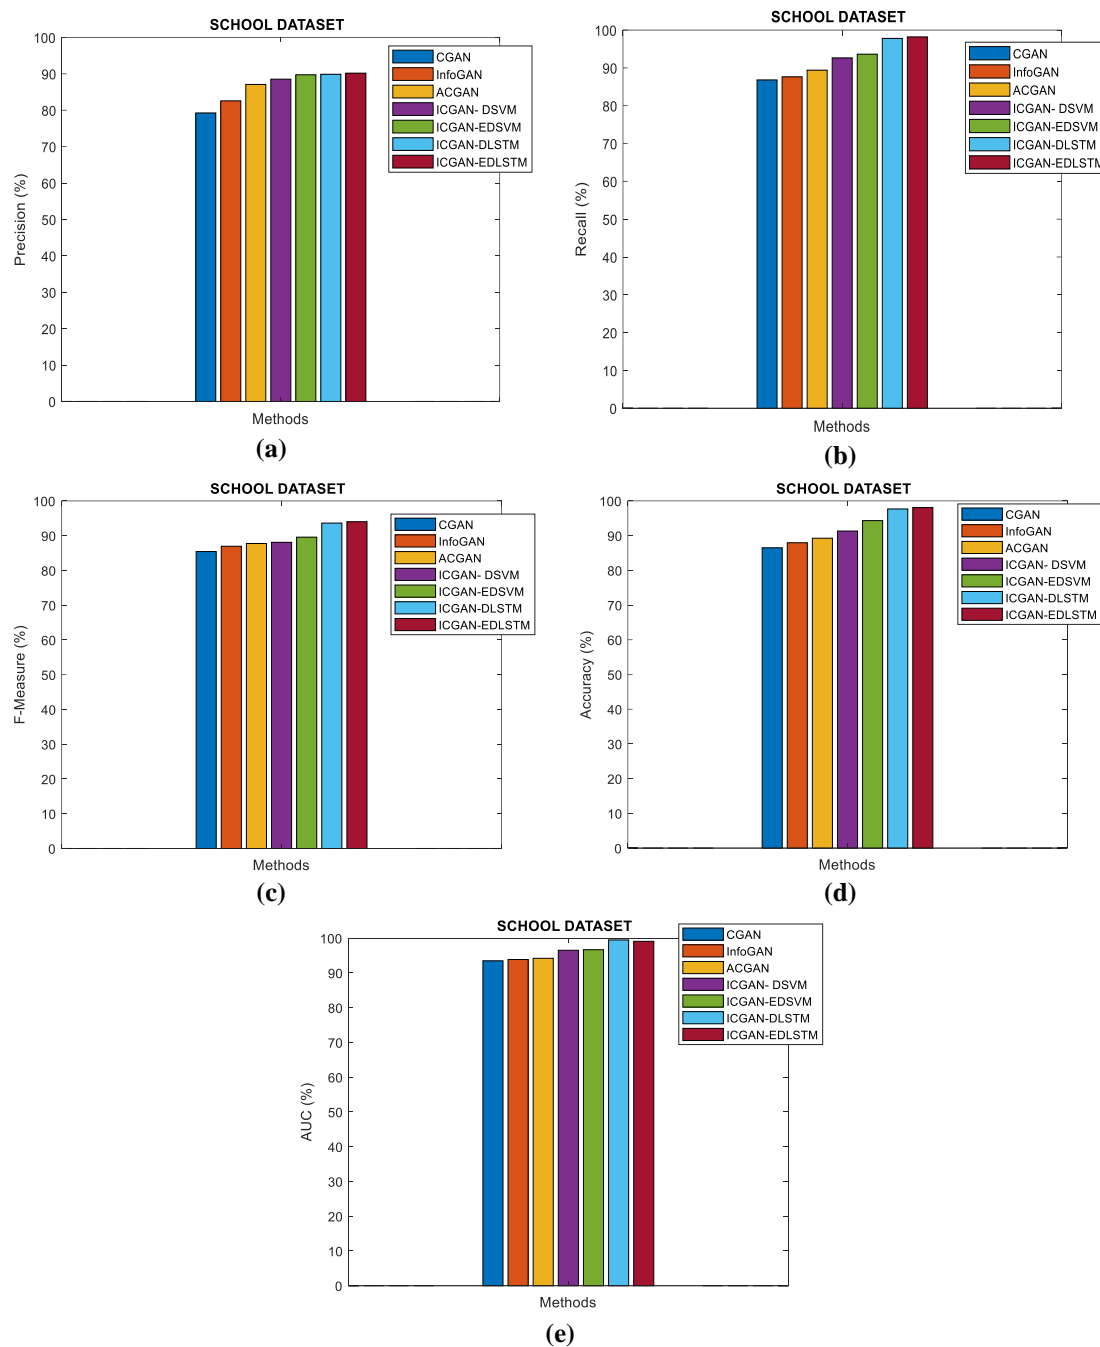 SCHOOL DATASET
100
90
80
70
60
50
40
30
20
10
0
Precision (%)
Methods
CGAN
InfoGAN
ACGAN
ICGAN- DSVM
ICGAN-EDSVM
ICGAN-DLSTM
ICGAN-EDLSTM
(a)
SCHOOL DATASET
100
90
80
70
60
50
40
30
20
10
0
Recall (%)
Methods
CGAN
InfoGAN
ACGAN
ICGAN- DSVM
ICGAN-EDSVM
ICGAN-DLSTM
ICGAN-EDLSTM
(b)
SCHOOL DATASET
100
90
80
70
60
50
40
30
20
10
0
F-Measure (%)
Methods
CGAN
InfoGAN
ACGAN
ICGAN- DSVM
ICGAN-EDSVM
ICGAN-DLSTM
ICGAN-EDLSTM
(c)
SCHOOL DATASET
100
90
80
70
60
50
40
30
20
10
0
Accuracy (%)
Methods
CGAN
InfoGAN
ACGAN
ICGAN- DSVM
ICGAN-EDSVM
ICGAN-DLSTM
ICGAN-EDLSTM
(d)
SCHOOL DATASET
100
90
80
70
60
50
40
30
20
10
0
AUC (%)
Methods
CGAN
InfoGAN
ACGAN
ICGAN- DSVM
ICGAN-EDSVM
ICGAN-DLSTM
ICGAN-EDLSTM
(e)